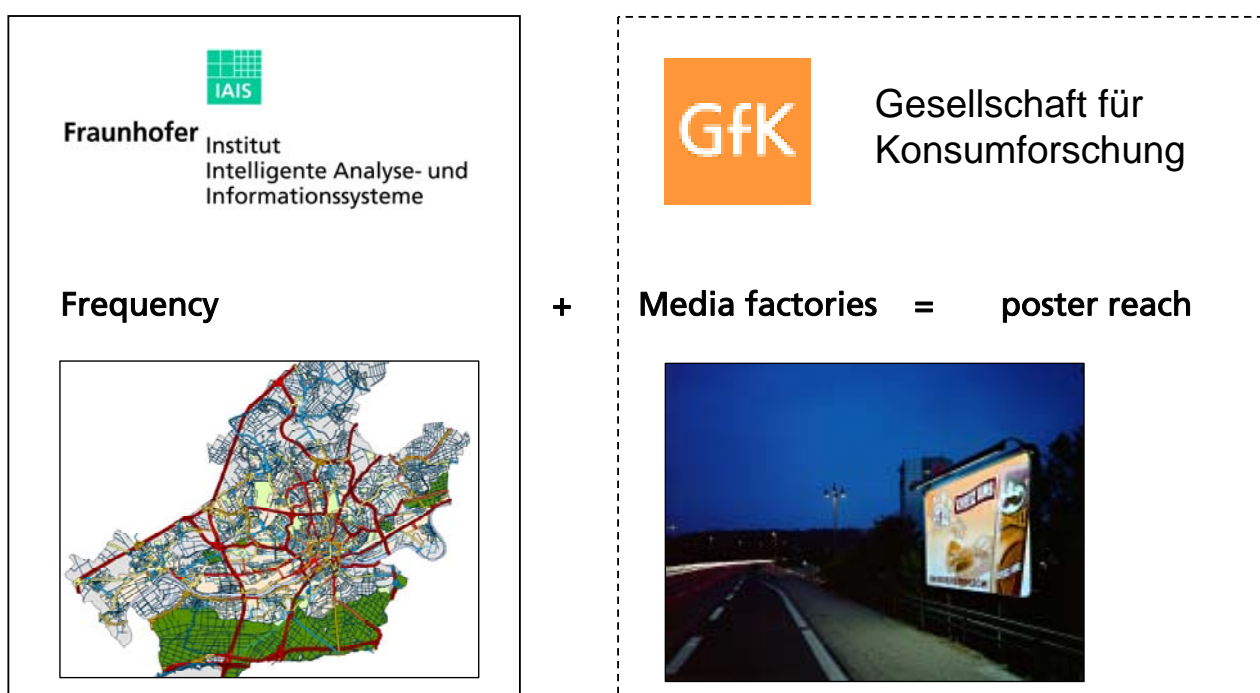 IAIS
Fraunhofer
Institut
Intelligente Analyse- und
Informationssysteme
GfK
Gesellschaft für
Konsumforschung
Frequency + Media factories = poster reach